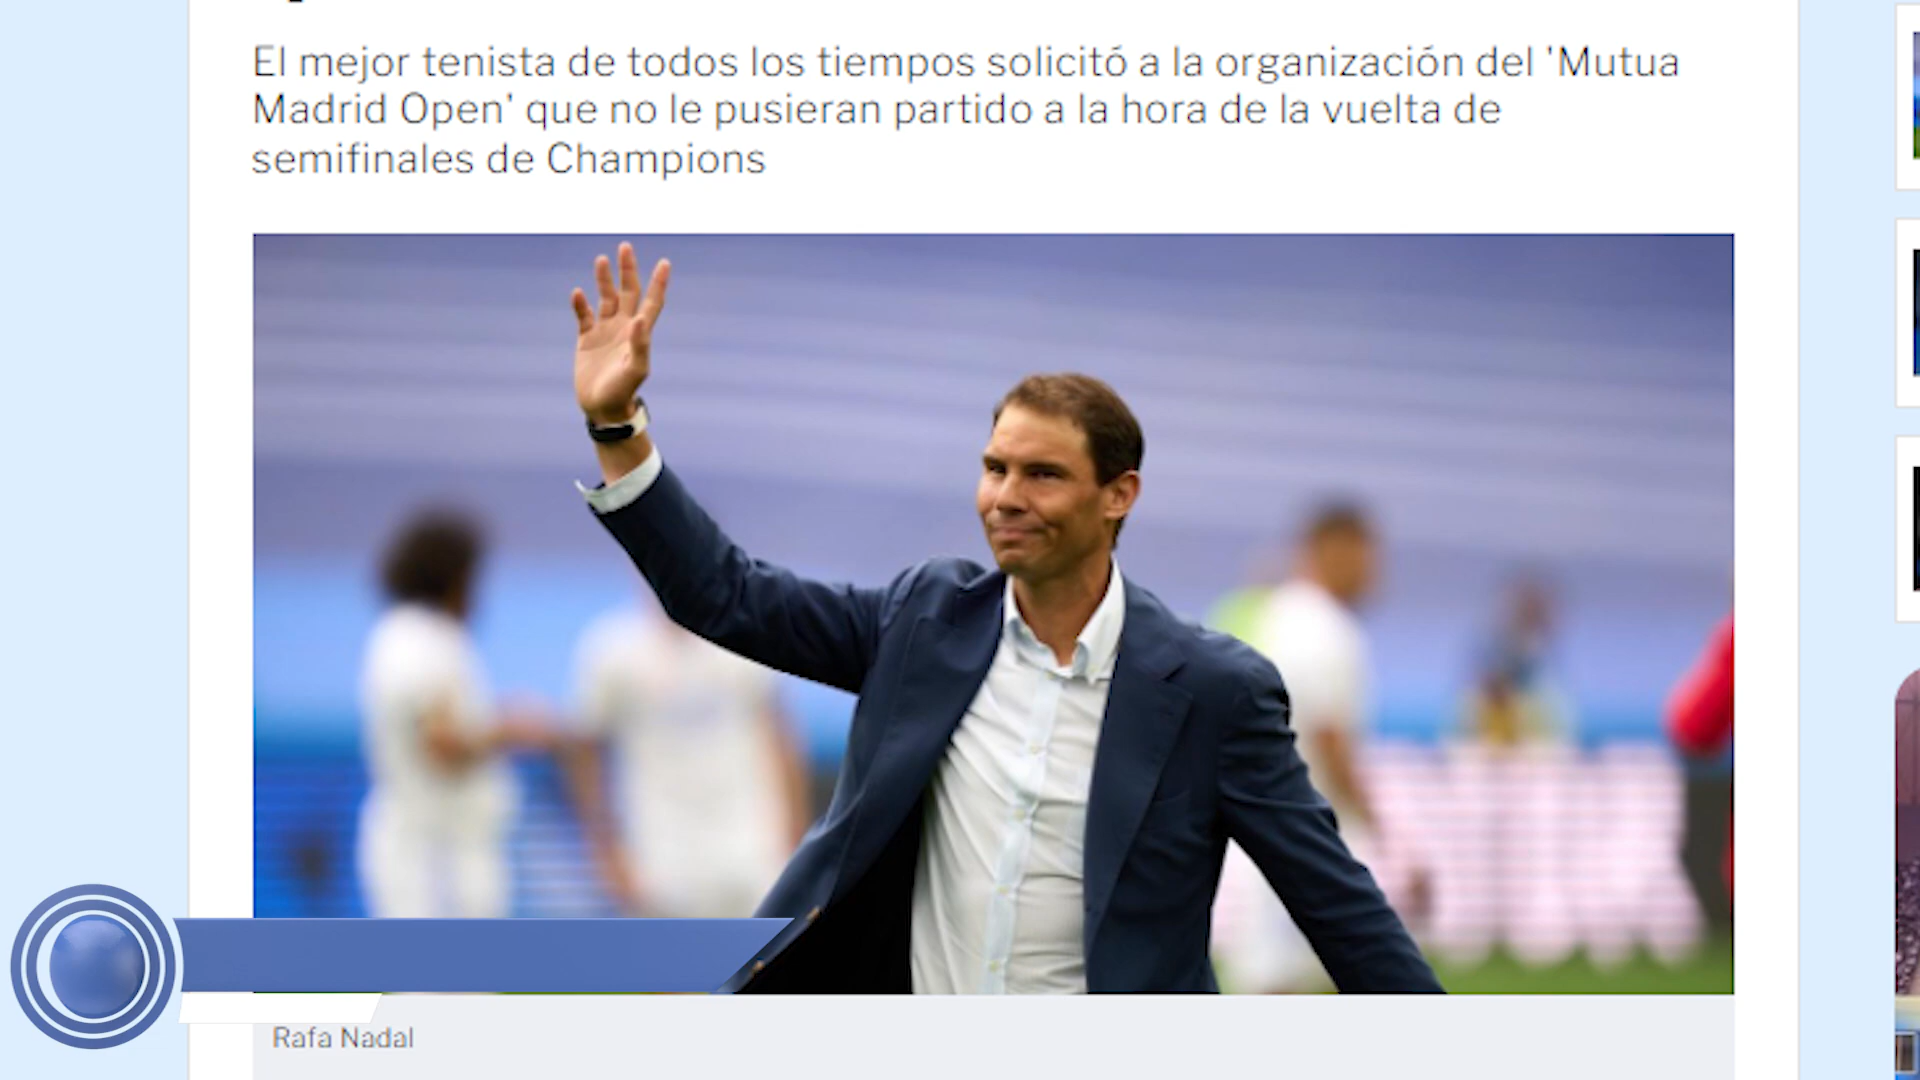 El mejor tenista de todos los tiempos solicitó a la organización del 'Mutua
Madrid Open' que no le pusieran partido a la hora de la vuelta de
semifinales de Champions
Rafa Nadal